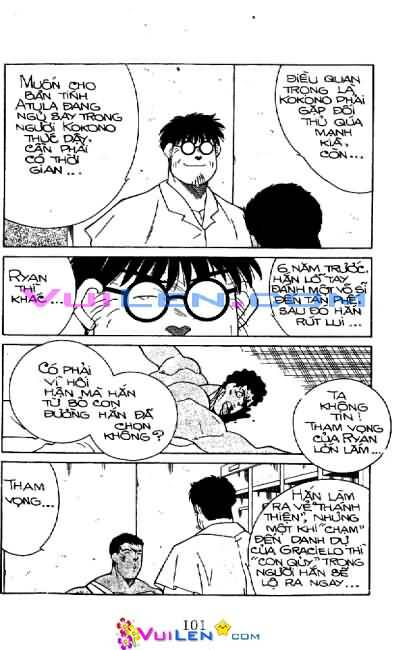 ĐIỀU QUAN
TRỌNG LÀ
KOKONO PHẢI
GẶP ĐỐI
THỦ QUÁ
MẠNH
KIA,
CÒN...
MUỐN CHO
BẢN TÍNH
ATULA ĐANG
NGỦ SAY TRONG
NGƯỜI KOKONO
THỨC DẬY,
CẦN PHẢI
CÓ THỜI
GIAN...
6 NĂM TRƯỚC,
HẮN LỠ TAY
ĐÁNH MỘT VÕ SĨ
ĐẾN TÀN PHẾ,
SAU ĐÓ HẮN
RÚT LUI...
RYAN
THÌ
KHÁC...
VUILEN.COM
CÓ PHẢI
VÌ HỐI
HẬN MÀ HẮN
TỪ BỎ CON
ĐƯỜNG HẮN ĐÃ
CHỌN
KHÔNG?
TA
KHÔNG
TIN!
THAM VỌNG
CỦA RYAN
LỚN LẮM...
THAM
VỌNG...
HẮN LÀM
RA VẺ "THÁNH
THIỆN", NHƯNG
MỘT KHI "CHẠM"
ĐẾN DANH DỰ
CỦA GRACIELO THÌ
"CON QUỶ" TRONG
NGƯỜI HẮN SẼ
LỘ RA NGAY...
101
VUILEN.COM